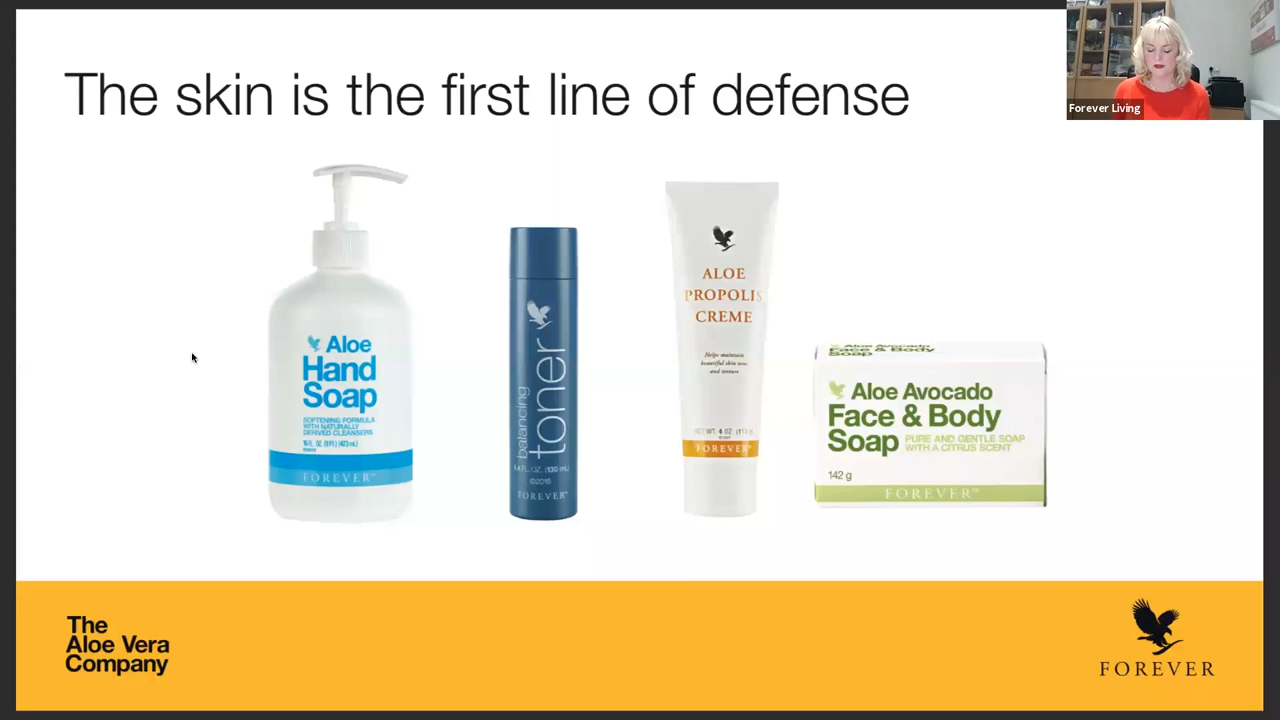 The skin is the first line of defense
Forever Living
Aloe
Hand
Soap
SOFTENING FORMULA
WITH NATURALLY
DERIVED CLEANSERS
16 FL. OZ. (1 PT.) (473 mL)
FOREVER
balancing
toner
4.4 FL. OZ. (130 mL)
©2016
FOREVER
ALOE
PROPOLIS
CREME
Helps maintain
beautiful skin tone
and texture
NET WT. 4 OZ. (113 g)
FOREVER
Aloe Avocado
Face & Body
Soap
Aloe Avocado
Face & Body
Soap PURE AND GENTLE SOAP
WITH A CITRUS SCENT
142 g
FOREVER
The
Aloe Vera
Company
FOREVER